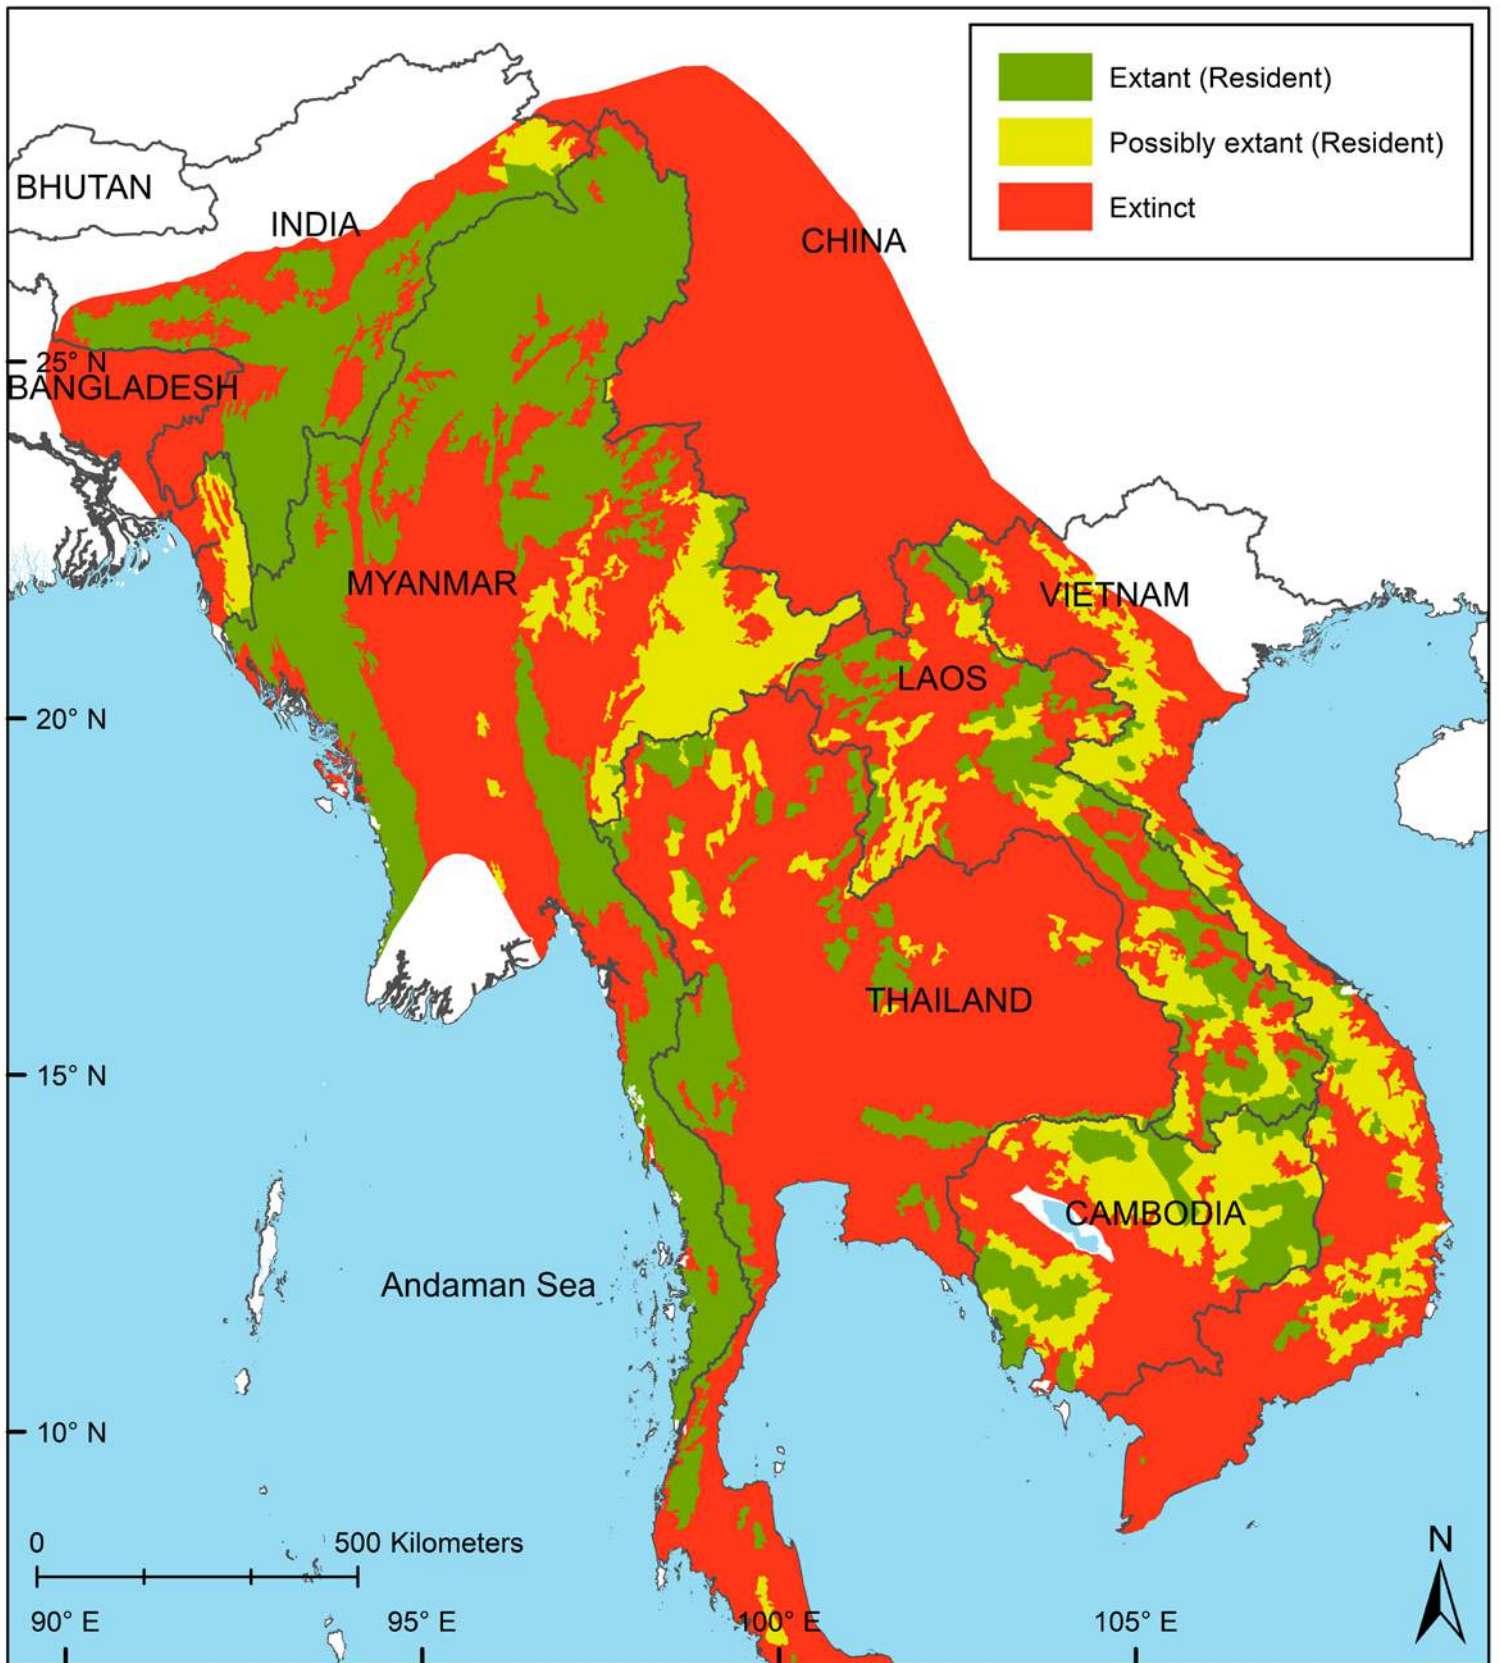 Extant (Resident)
Possibly extant (Resident)
Extinct
BHUTAN
INDIA
CHINA
25° N
BANGLADESH
MYANMAR
VIETNAM
LAOS
20° N
THAILAND
15° N
CAMBODIA
Andaman Sea
10° N
0 500 Kilometers
N
90° E 95° E 100° E 105° E